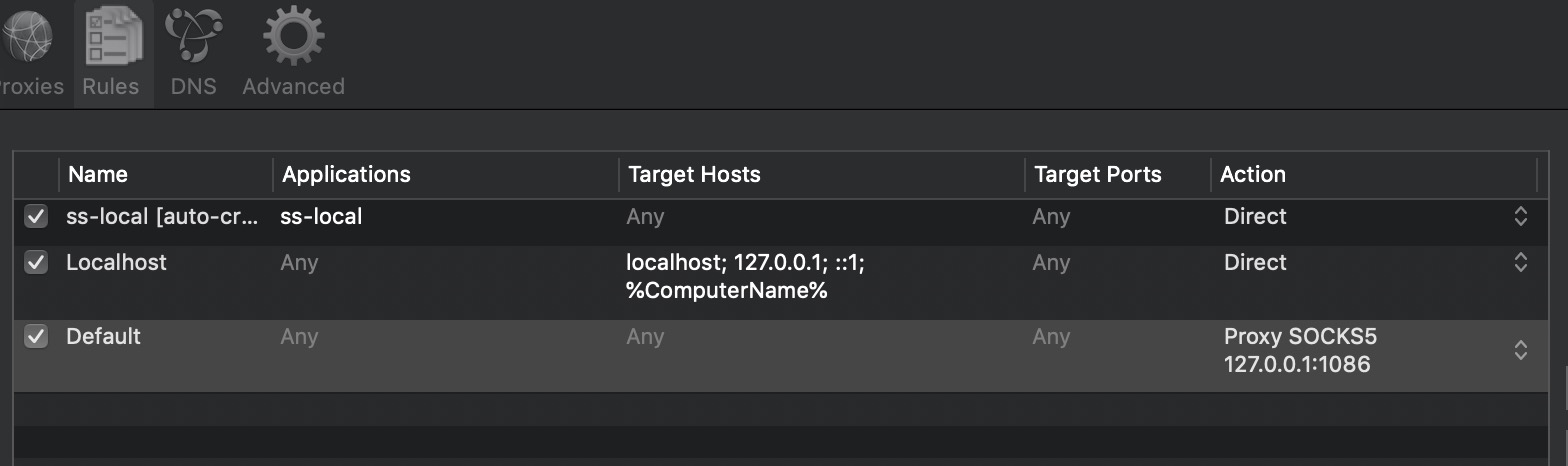 roxies Rules DNS Advanced
Name Applications Target Hosts Target Ports Action
ss-local [auto-cr... ss-local Any Any Direct
Localhost Any localhost; 127.0.0.1; ::1; Any Direct
%ComputerName%
Default Any Any Any Proxy SOCKS5
127.0.0.1:1086